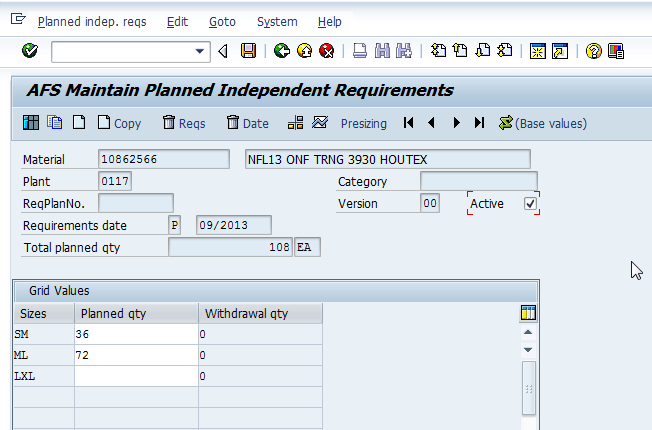 Planned indep. reqs Edit Goto System Help
AFS Maintain Planned Independent Requirements
Copy Reqs Date Presizing (Base values)
Material 10862566 NFL13 ONF TRNG 3930 HOUTEX
Plant 0117 Category
ReqPlanNo. Version 00 Active
Requirements date P 09/2013
Total planned qty 108 EA
Grid Values
Sizes Planned qty Withdrawal qty
SM 36 0
ML 72 0
LXL 0